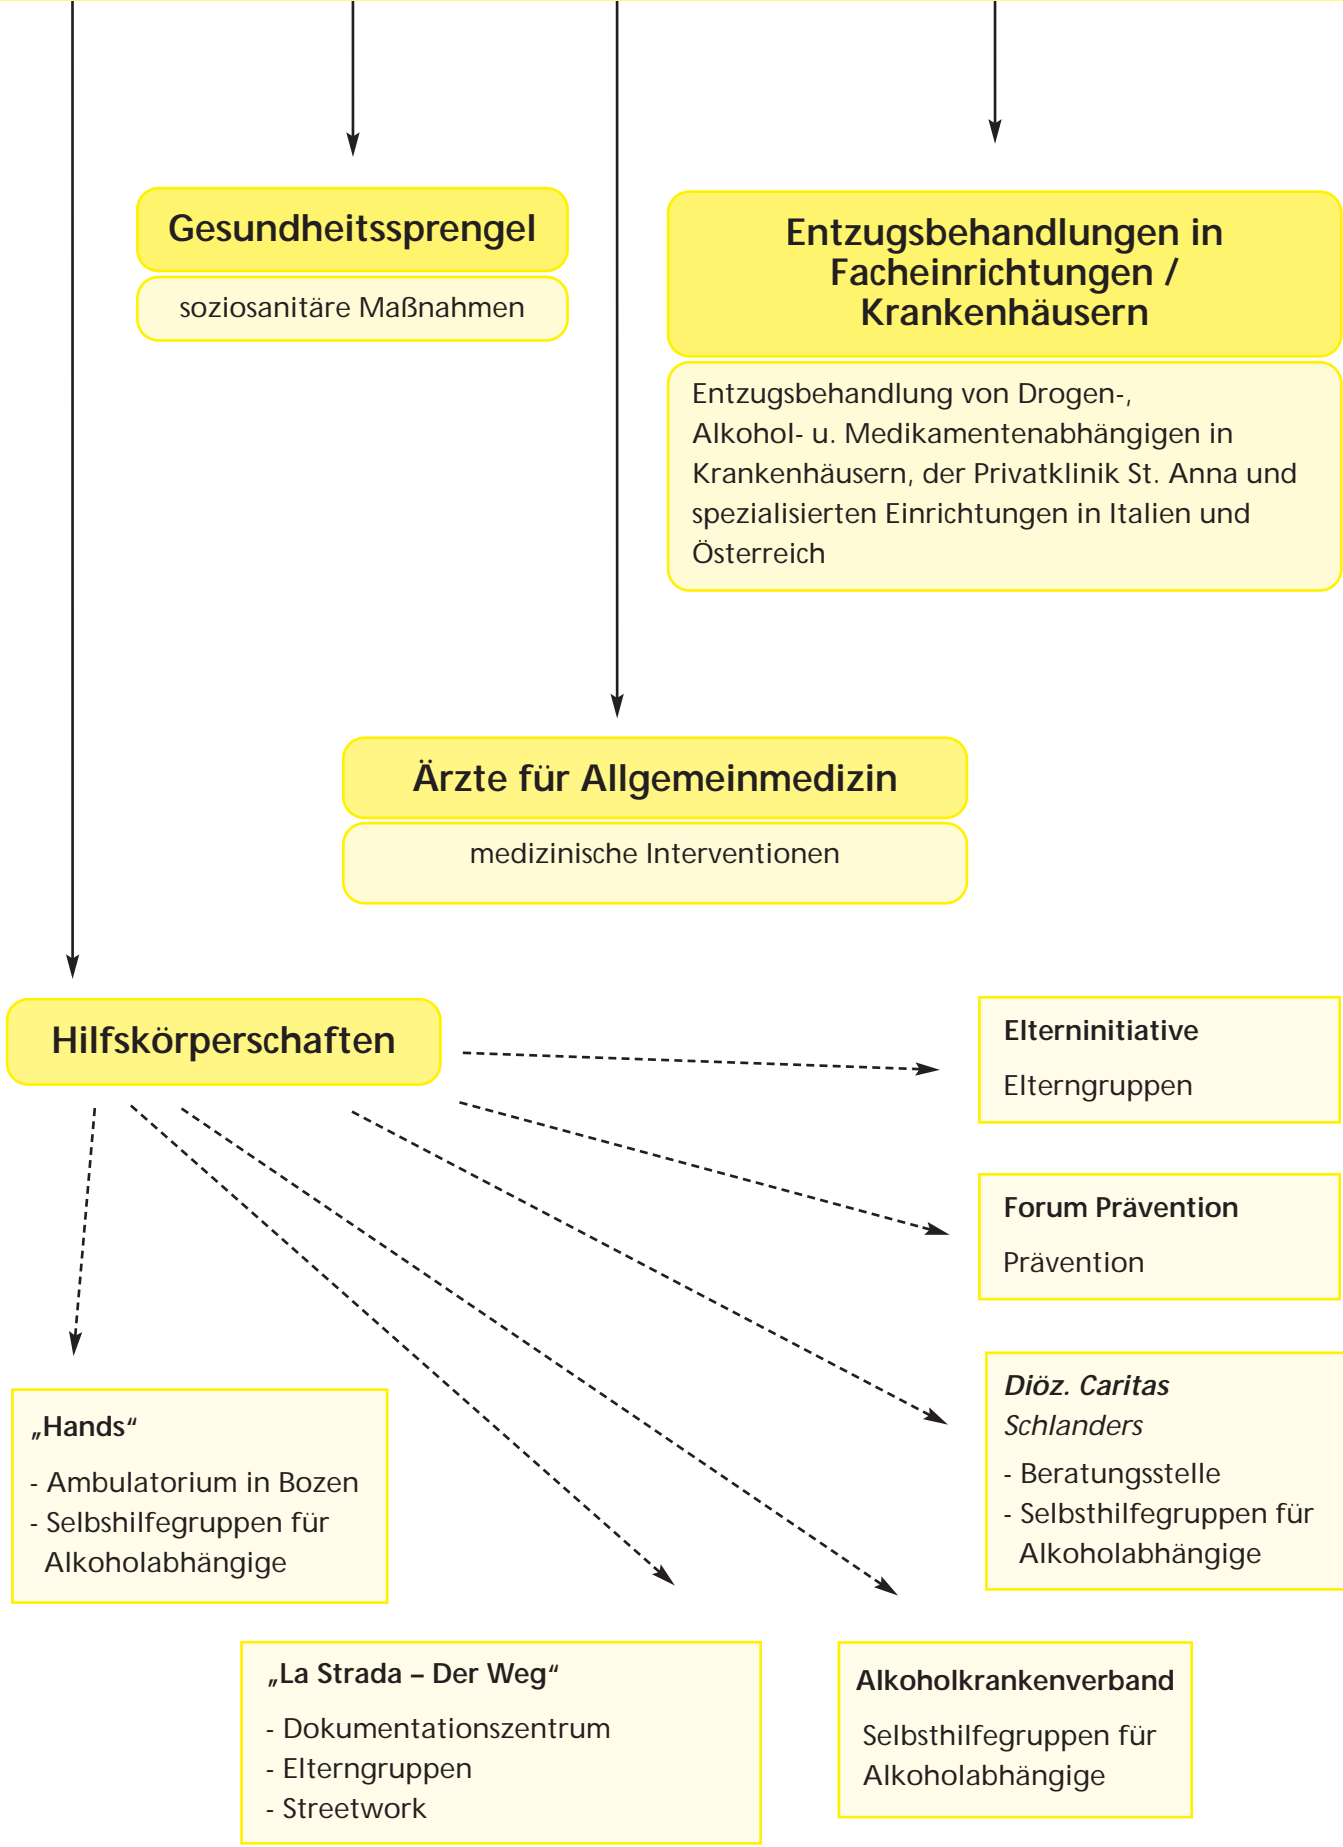 Gesundheitssprengel
soziosanitäre Maßnahmen
Entzugsbehandlungen in
Facheinrichtungen /
Krankenhäusern
Entzugsbehandlung von Drogen-,
Alkohol- u. Medikamentenabhängigen in
Krankenhäusern, der Privatklinik St. Anna und
spezialisierten Einrichtungen in Italien und
Österreich
Ärzte für Allgemeinmedizin
medizinische Interventionen
Hilfskörperschaften
Elterninitiative
Elterngruppen
Forum Prävention
Prävention
Diöz. Caritas
Schlanders
- Beratungsstelle
- Selbsthilfegruppen für
Alkoholabhängige
„Hands“
- Ambulatorium in Bozen
- Selbshilfegruppen für
Alkoholabhängige
„La Strada – Der Weg“
- Dokumentationszentrum
- Elterngruppen
- Streetwork
Alkoholkrankenverband
Selbsthilfegruppen für
Alkoholabhängige